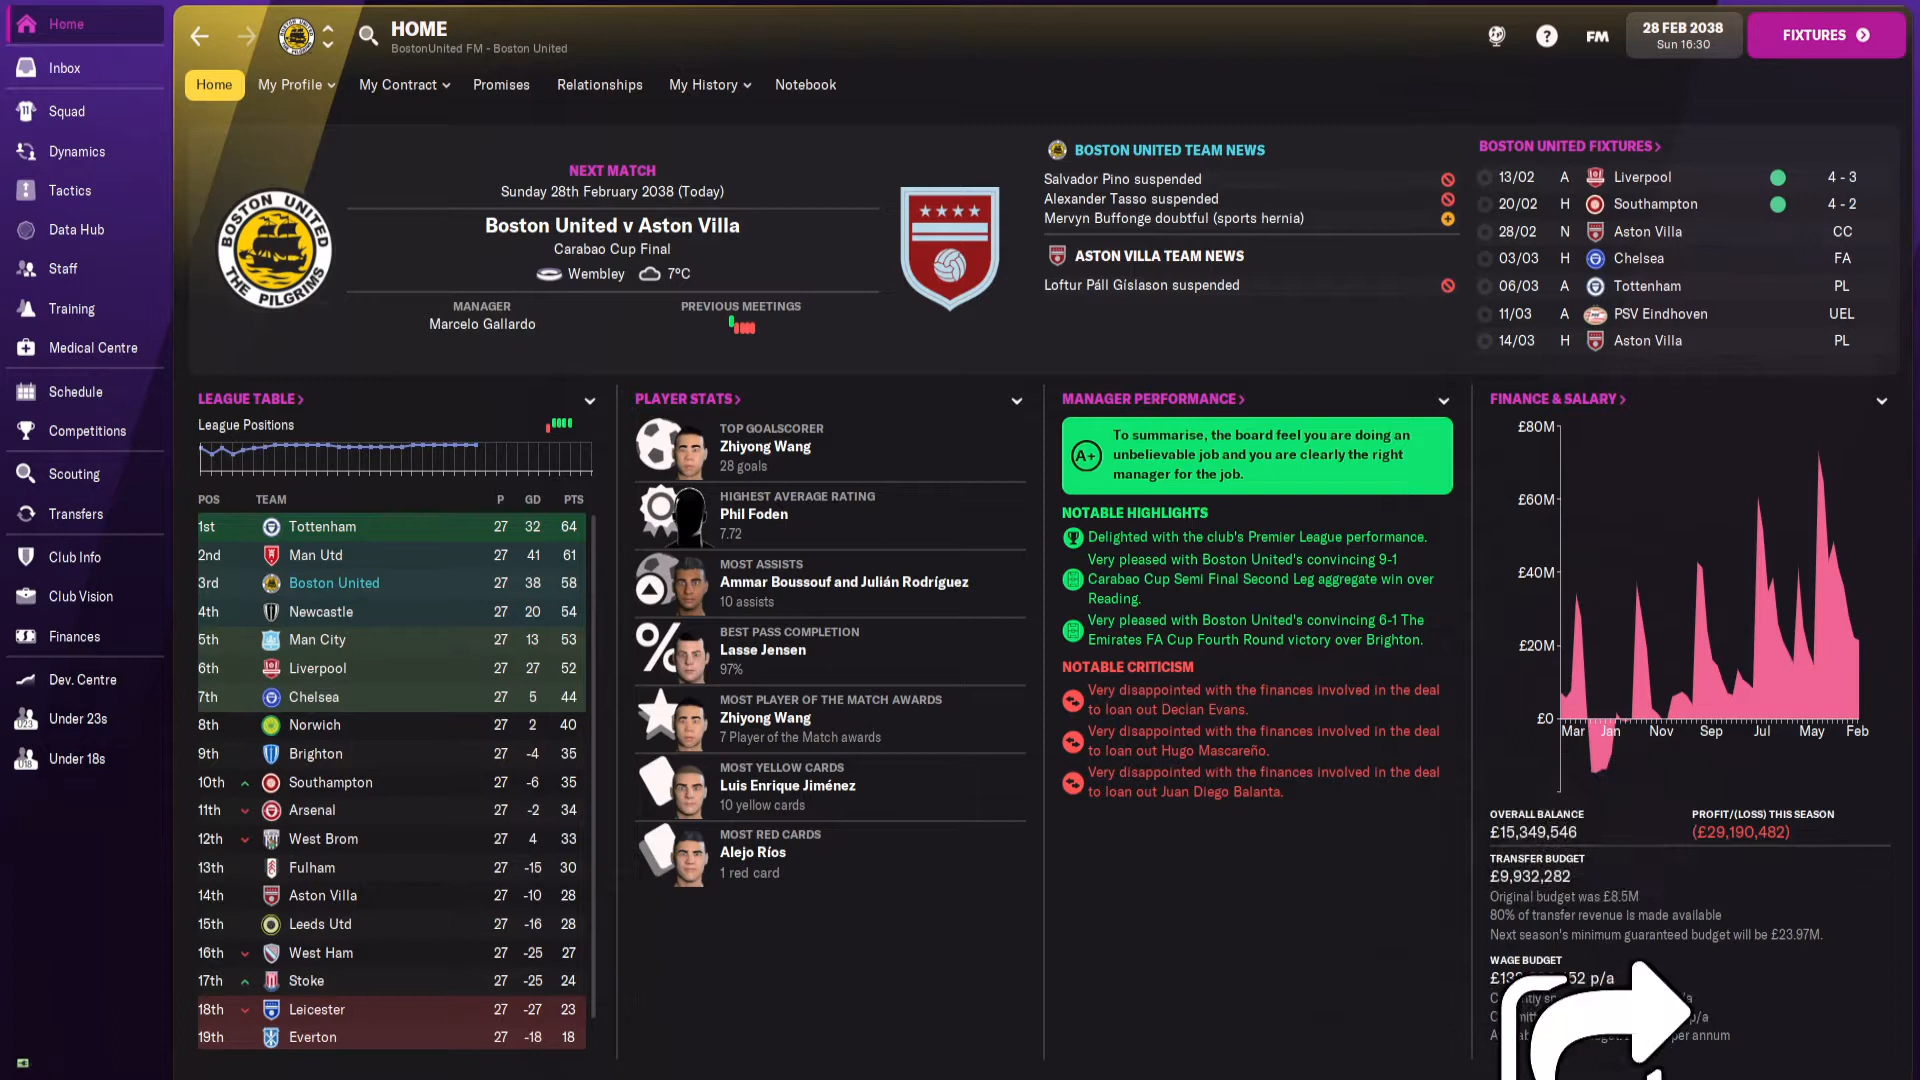 Home
Inbox
Squad
Dynamics
Tactics
Data Hub
Staff
Training
Medical Centre
Schedule
Competitions
Scouting
Transfers
Club Info
Club Vision
Finances
Dev. Centre
Under 23s
Under 18s
HOME
BostonUnited FM - Boston United
FM
28 FEB 2038
Sun 16:30
FIXTURES
Home
My Profile
My Contract
Promises
Relationships
My History
Notebook
BOSTON UNITED
THE PILGRIMS
NEXT MATCH
Sunday 28th February 2038 (Today)
Boston United v Aston Villa
Carabao Cup Final
Wembley 7°C
MANAGER
Marcelo Gallardo
PREVIOUS MEETINGS
BOSTON UNITED TEAM NEWS
Salvador Pino suspended
Alexander Tasso suspended
Mervyn Buffonge doubtful (sports hernia)
ASTON VILLA TEAM NEWS
Loftur Páll Gíslason suspended
BOSTON UNITED FIXTURES
13/02 A Liverpool 4 - 3
20/02 H Southampton 4 - 2
28/02 N Aston Villa CC
03/03 H Chelsea FA
06/03 A Tottenham PL
11/03 A PSV Eindhoven UEL
14/03 H Aston Villa PL
LEAGUE TABLE
League Positions
POS TEAM P GD PTS
1st Tottenham 27 32 64
2nd Man Utd 27 41 61
3rd Boston United 27 38 58
4th Newcastle 27 20 54
5th Man City 27 13 53
6th Liverpool 27 27 52
7th Chelsea 27 5 44
8th Norwich 27 2 40
9th Brighton 27 -4 35
10th Southampton 27 -6 35
11th Arsenal 27 -2 34
12th West Brom 27 4 33
13th Fulham 27 -15 30
14th Aston Villa 27 -10 28
15th Leeds Utd 27 -16 28
16th West Ham 27 -25 27
17th Stoke 27 -25 24
18th Leicester 27 -27 23
19th Everton 27 -18 18
PLAYER STATS
TOP GOALSCORER
Zhiyong Wang
28 goals
HIGHEST AVERAGE RATING
Phil Foden
7.72
MOST ASSISTS
Ammar Boussouf and Julián Rodríguez
10 assists
BEST PASS COMPLETION
Lasse Jensen
97%
MOST PLAYER OF THE MATCH AWARDS
Zhiyong Wang
7 Player of the Match awards
MOST YELLOW CARDS
Luis Enrique Jiménez
10 yellow cards
MOST RED CARDS
Alejo Ríos
1 red card
MANAGER PERFORMANCE
A+
To summarise, the board feel you are doing an
unbelievable job and you are clearly the right
manager for the job.
NOTABLE HIGHLIGHTS
Delighted with the club's Premier League performance.
Very pleased with Boston United's convincing 9-1
Carabao Cup Semi Final Second Leg aggregate win over
Reading.
Very pleased with Boston United's convincing 6-1 The
Emirates FA Cup Fourth Round victory over Brighton.
NOTABLE CRITICISM
Very disappointed with the finances involved in the deal
to loan out Declan Evans.
Very disappointed with the finances involved in the deal
to loan out Hugo Mascareño.
Very disappointed with the finances involved in the deal
to loan out Juan Diego Balanta.
FINANCE & SALARY
£80M
£60M
£40M
£20M
£0
Mar Jan Nov Sep Jul May Feb
OVERALL BALANCE
£15,349,546
PROFIT/(LOSS) THIS SEASON
(£29,190,482)
TRANSFER BUDGET
£9,932,282
Original budget was £8.5M
80% of transfer revenue is made available
Next season's minimum guaranteed budget will be £23.97M.
WAGE BUDGET
p/a
p/a
per annum